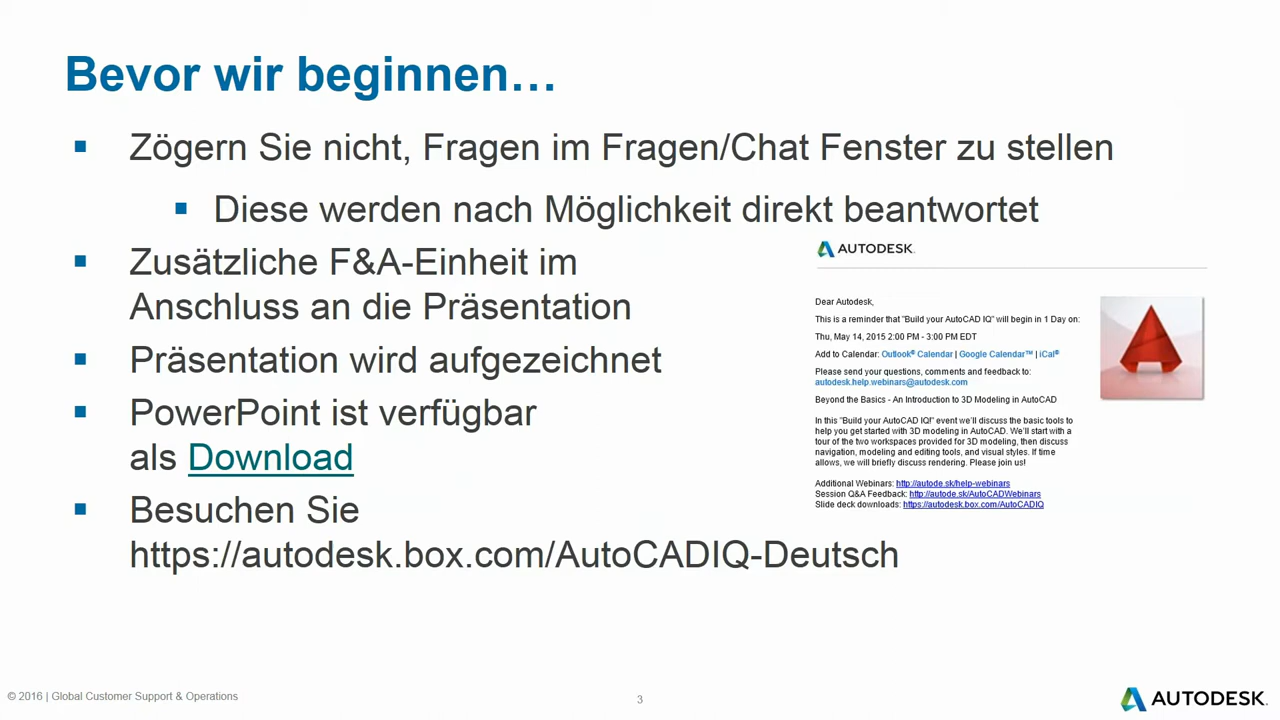 Bevor wir beginnen…
▪ Zögern Sie nicht, Fragen im Fragen/Chat Fenster zu stellen
▪ Diese werden nach Möglichkeit direkt beantwortet
▪ Zusätzliche F&A-Einheit im
Anschluss an die Präsentation
▪ Präsentation wird aufgezeichnet
▪ PowerPoint ist verfügbar
als Download
▪ Besuchen Sie
https://autodesk.box.com/AutoCADIQ-Deutsch
AUTODESK.
Dear Autodesk,
This is a reminder that "Build your AutoCAD IQ" will begin in 1 Day on:
Thu, May 14, 2015 2:00 PM - 3:00 PM EDT
Add to Calendar: Outlook® Calendar | Google Calendar™ | iCal®
Please send your questions, comments and feedback to:
autodesk.help.webinars@autodesk.com
Beyond the Basics - An Introduction to 3D Modeling in AutoCAD
In this "Build your AutoCAD IQ!" event we'll discuss the basic tools to
help you get started with 3D modeling in AutoCAD. We'll start with a
tour of the two workspaces provided for 3D modeling, then discuss
navigation, modeling and editing tools, and visual styles. If time
allows, we will briefly discuss rendering. Please join us!
Additional Webinars: http://autode.sk/help-webinars
Session Q&A Feedback: http://autode.sk/AutoCADWebinars
Slide deck downloads: https://autodesk.box.com/AutoCADIQ
© 2016 | Global Customer Support & Operations
3
AUTODESK.